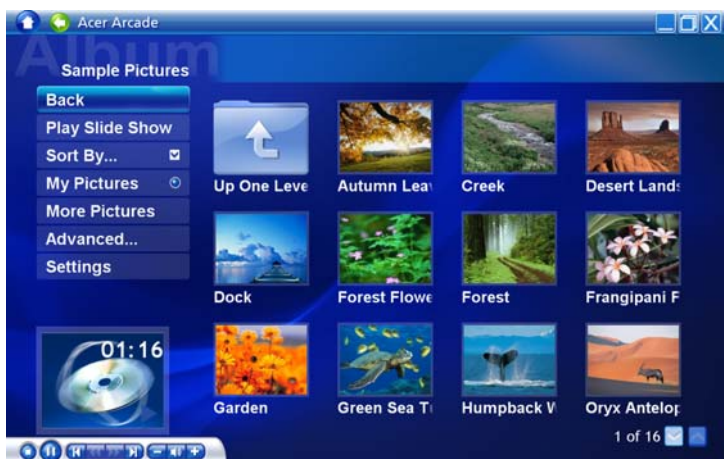 Acer Arcade
Album
Sample Pictures
Back
Play Slide Show
Sort By...
My Pictures
More Pictures
Advanced...
Settings
01:16
Up One Leve
Autumn Lea
Creek
Desert Lands
Dock
Forest Flowe
Forest
Frangipani F
Garden
Green Sea T
Humpback W
Oryx Antelop
1 of 16